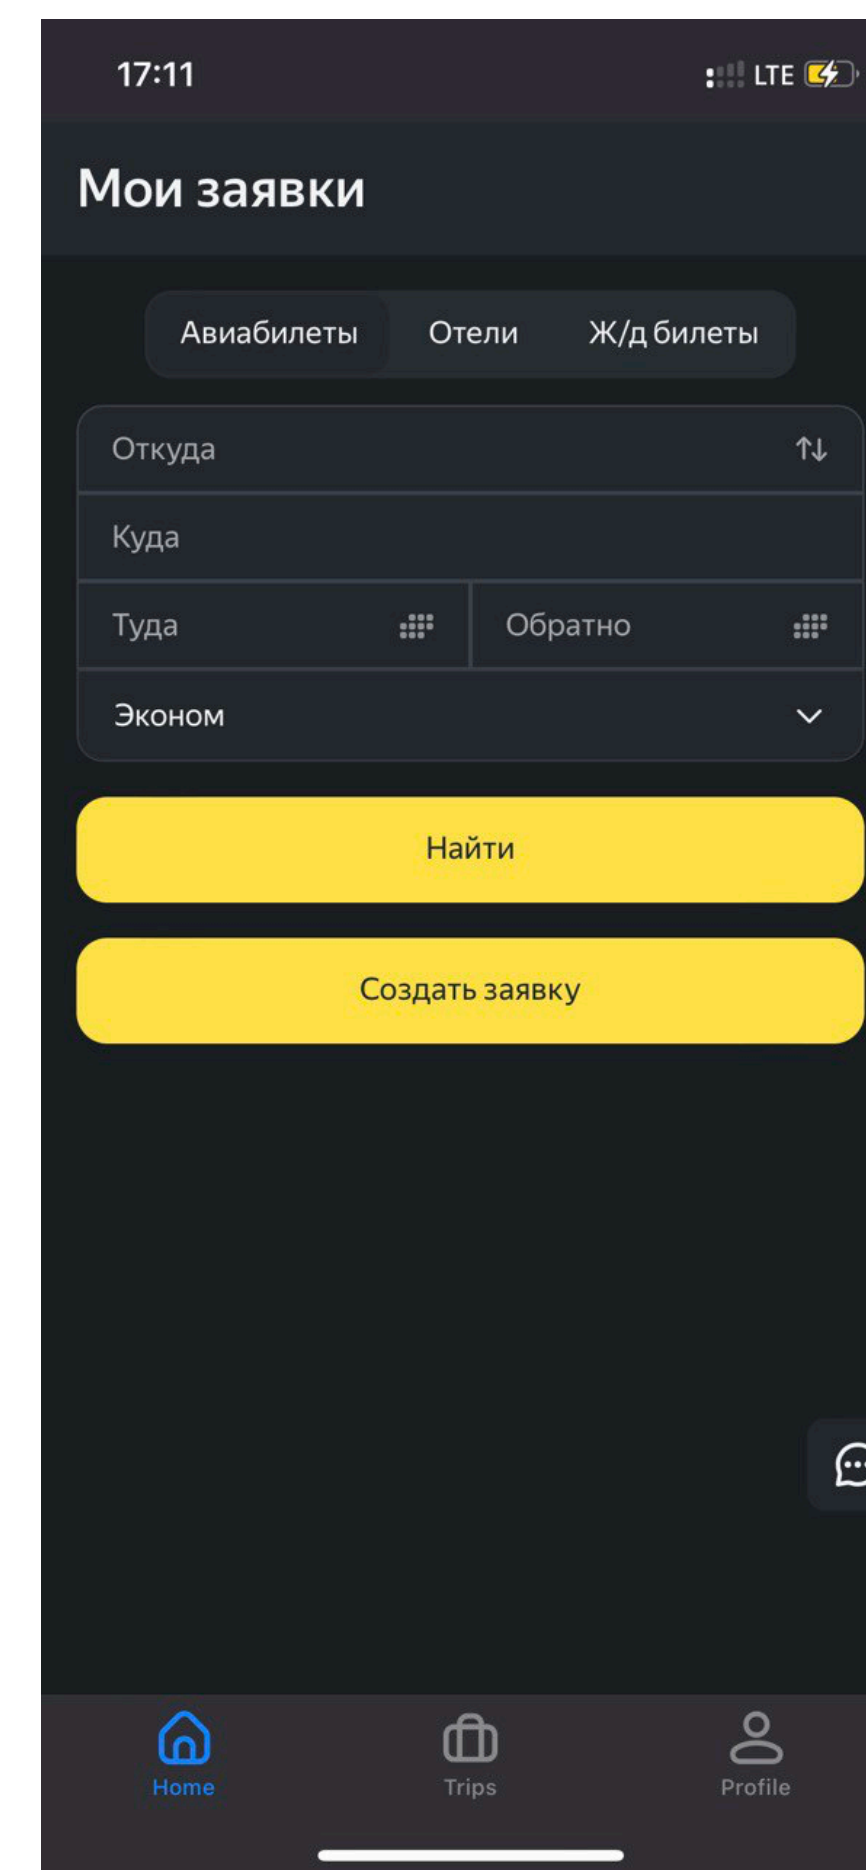 17:11
LTE
Мои заявки
Авиабилеты Отели Ж/д билеты
Откуда
Куда
Туда Обратно
Эконом
Найти
Создать заявку
Home Trips Profile